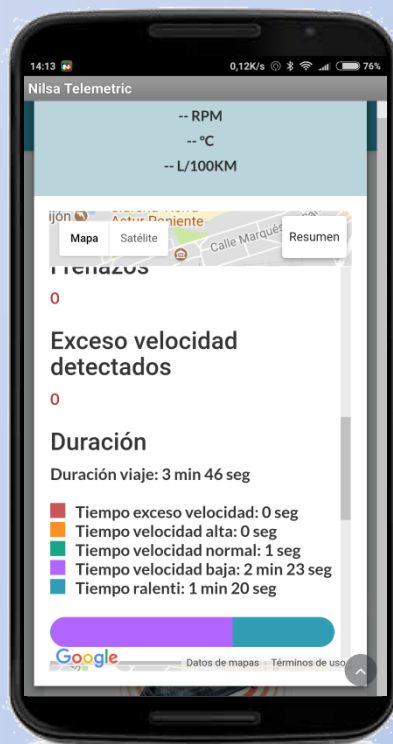 14:13 0,12K/s 76%
Nilsa Telemetric
-- RPM
-- ºC
-- L/100KM
Mapa Satélite
Calle Marqués
Resumen
Frenazos
0
Exceso velocidad
detectados
0
Duración
Duración viaje: 3 min 46 seg
Tiempo exceso velocidad: 0 seg
Tiempo velocidad alta: 0 seg
Tiempo velocidad normal: 1 seg
Tiempo velocidad baja: 2 min 23 seg
Tiempo ralenti: 1 min 20 seg
Google
Datos de mapas Términos de uso